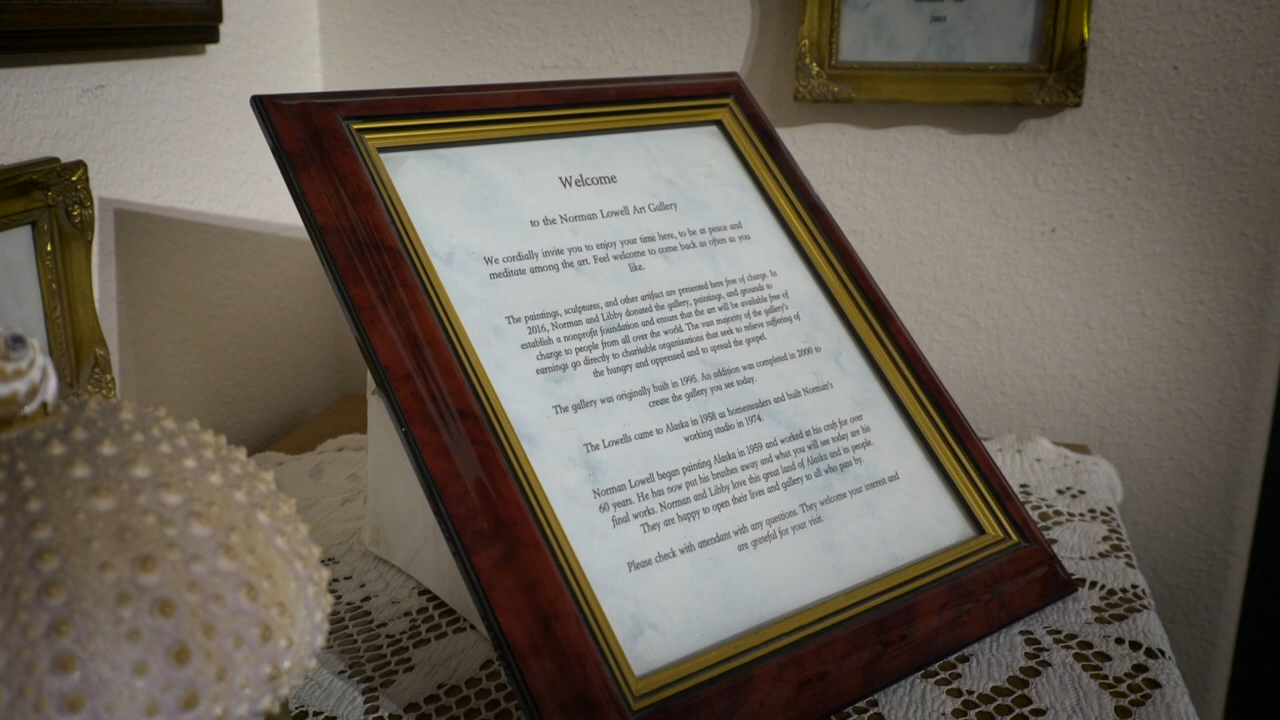 2005
Welcome
to the Norman Lowell Art Gallery
We cordially invite you to enjoy your time here, to be at peace and
meditate among the art. Feel welcome to come back as often as you
like.
The paintings, sculptures, and other artifact are presented here free of charge. In
2016, Norman and Libby donated the gallery, paintings, and grounds to
establish a nonprofit foundation and ensure that the art will be available free of
charge to people from all over the world. The vast majority of the gallery's
earnings go directly to charitable organizations that seek to relieve suffering of
the hungry and oppressed and to spread the gospel.
The gallery was originally built in 1995. An addition was completed in 2000 to
create the gallery you see today.
The Lowells came to Alaska in 1958 as homesteaders and built Norman's
working studio in 1974.
Norman Lowell began painting Alaska in 1959 and worked at his craft for over
60 years. He has now put his brushes away and what you will see today are his
final works. Norman and Libby love this great land of Alaska and its people.
They are happy to open their lives and gallery to all who pass by.
Please check with attendant with any questions. They welcome your interest and
are grateful for your visit.